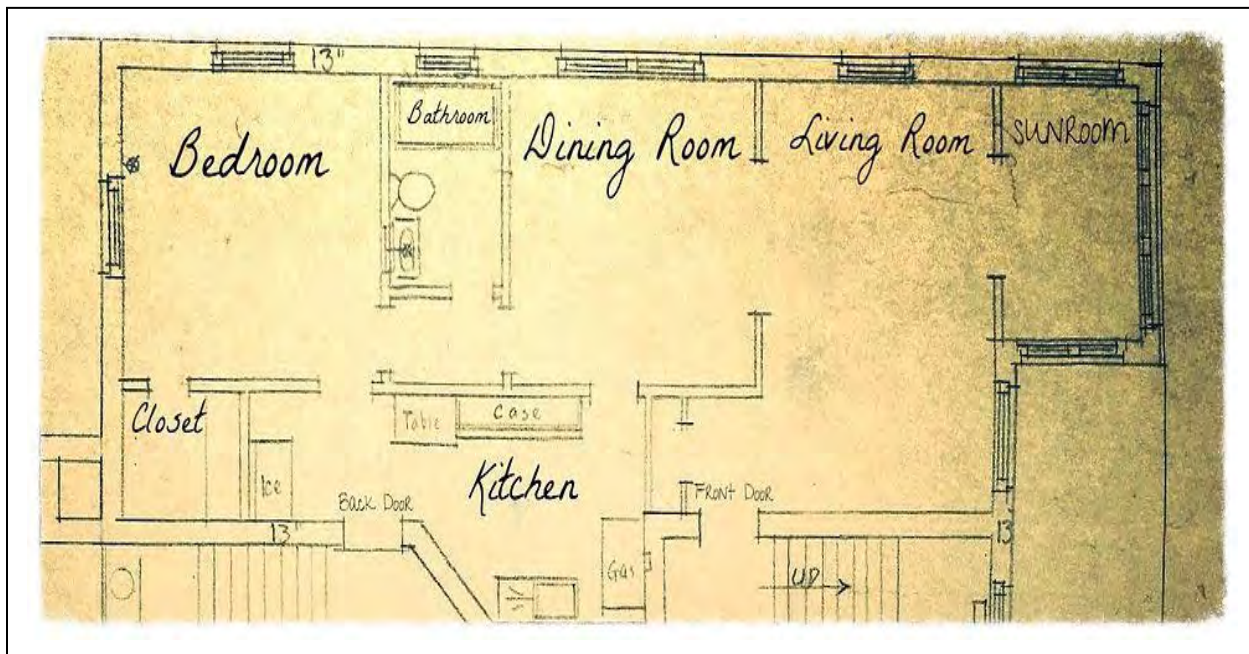 13"
Bedroom
Bathroom
Dining Room
Living Room
SUNROOM
Closet
Table
Case
Ice
Kitchen
Back Door
Front Door
13"
13
Gas
UP